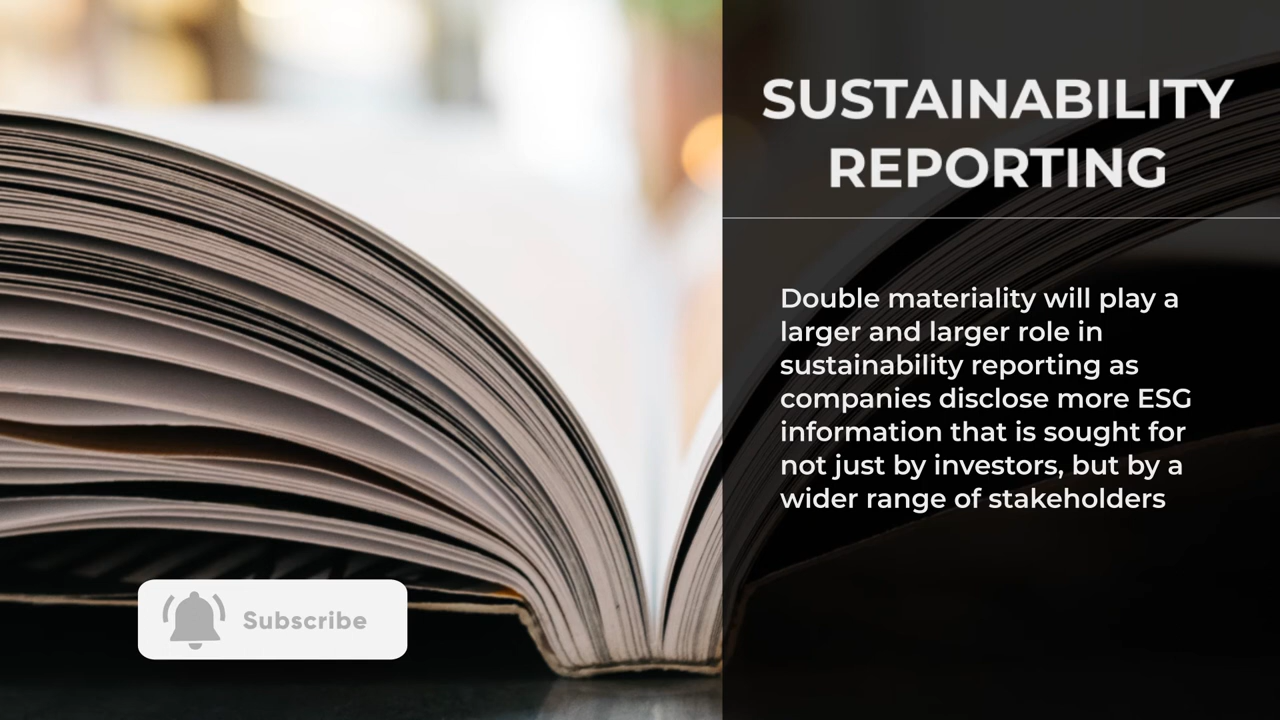 SUSTAINABILITY
REPORTING
Double materiality will play a
larger and larger role in
sustainability reporting as
companies disclose more ESG
information that is sought for
not just by investors, but by a
wider range of stakeholders
Subscribe